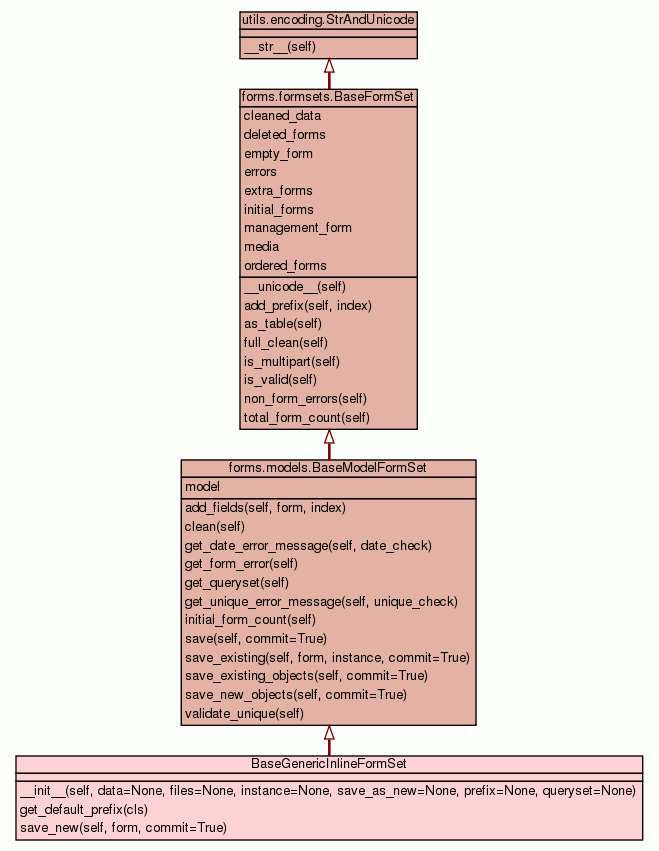 utils.encoding.StrAndUnicode
__str__(self)
forms.formsets.BaseFormSet
cleaned_data
deleted_forms
empty_form
errors
extra_forms
initial_forms
management_form
media
ordered_forms
__unicode__(self)
add_prefix(self, index)
as_table(self)
full_clean(self)
is_multipart(self)
is_valid(self)
non_form_errors(self)
total_form_count(self)
forms.models.BaseModelFormSet
model
add_fields(self, form, index)
clean(self)
get_date_error_message(self, date_check)
get_form_error(self)
get_queryset(self)
get_unique_error_message(self, unique_check)
initial_form_count(self)
save(self, commit=True)
save_existing(self, form, instance, commit=True)
save_existing_objects(self, commit=True)
save_new_objects(self, commit=True)
validate_unique(self)
BaseGenericInlineFormSet
__init__(self, data=None, files=None, instance=None, save_as_new=None, prefix=None, queryset=None)
get_default_prefix(cls)
save_new(self, form, commit=True)